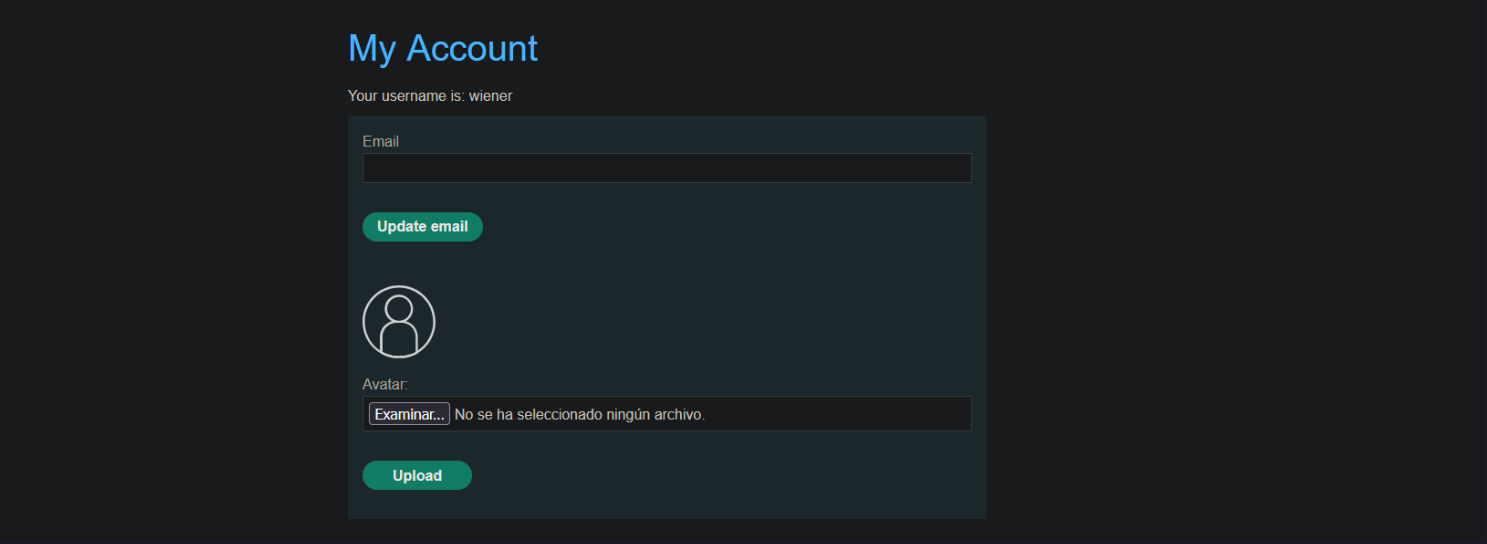 My Account
Your username is: wiener
Email
Update email
Avatar:
Examinar... No se ha seleccionado ningún archivo.
Upload